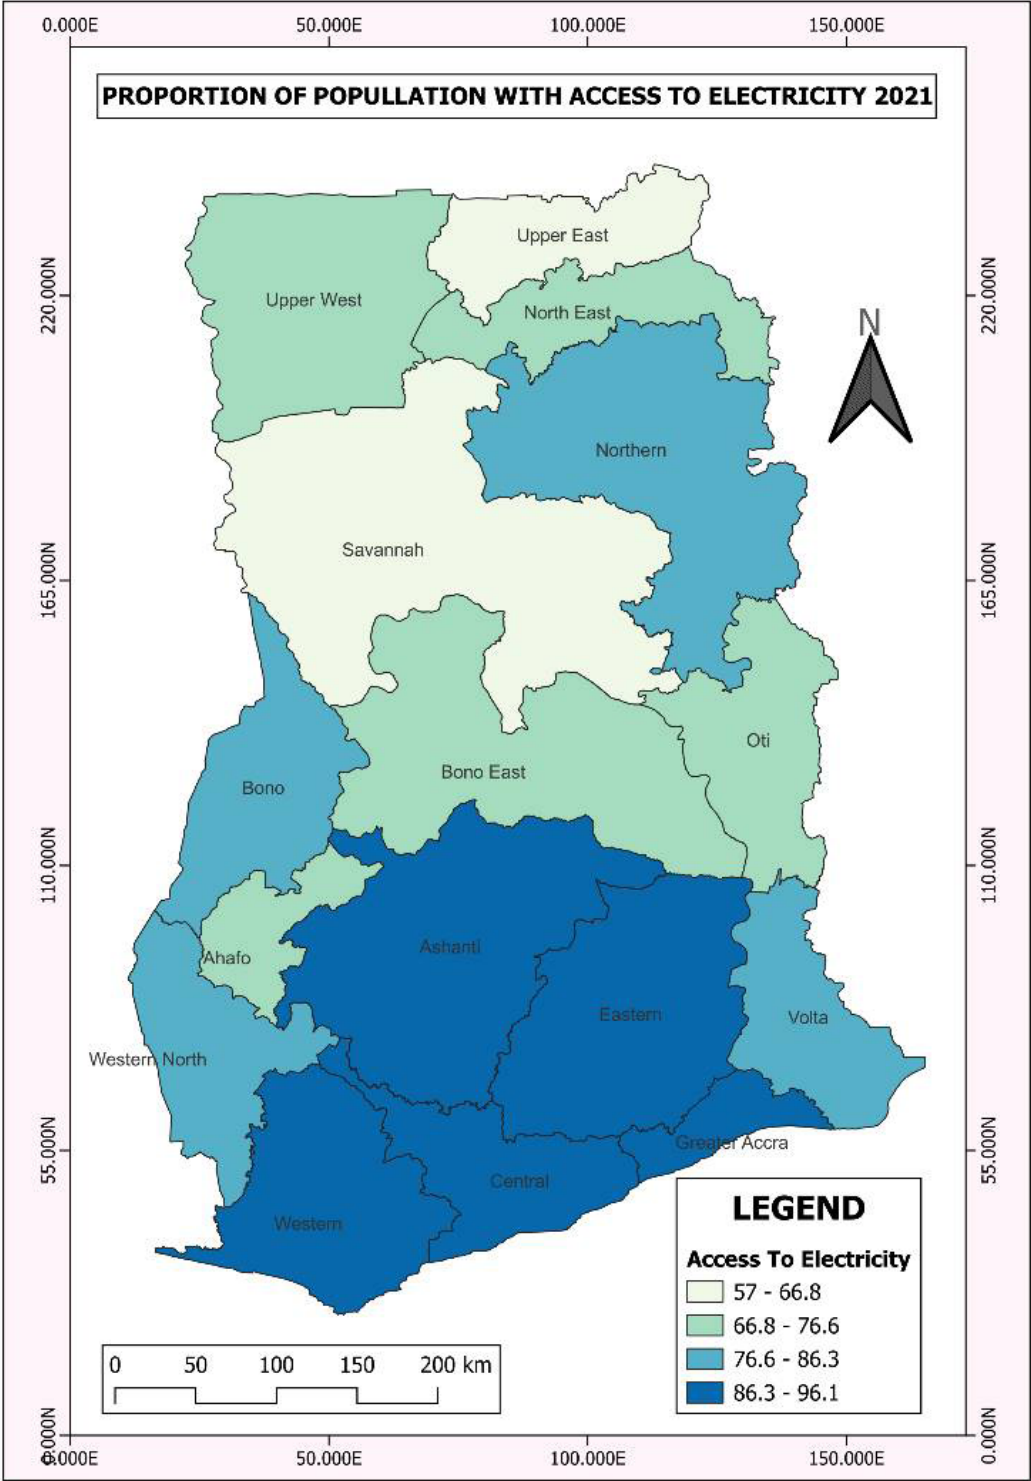 0.000E 50.000E 100.000E 150.000E
PROPORTION OF POPULLATION WITH ACCESS TO ELECTRICITY 2021
Upper East
220.000N
Upper West
North East
220.000N
N
Northern
Savannah
165.000N
165.000N
Oti
Bono East
Bono
110.000N
110.000N
Ashanti
Ahafo
Eastern
Volta
Western North
55.000N
Greater Accra
55.000N
Central
Western
LEGEND
Access To Electricity
57 - 66.8
66.8 - 76.6
76.6 - 86.3
86.3 - 96.1
0 50 100 150 200 km
0.000N
0.000N
0.000E 50.000E 100.000E 150.000E